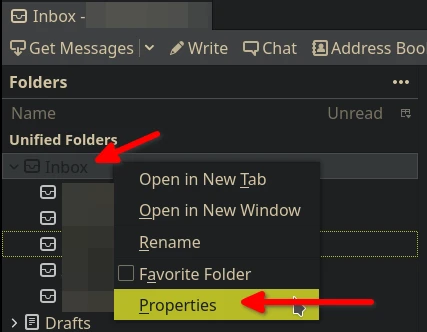 Inbox -
Get Messages Write Chat Address Boo
Folders
Name Unread
Unified Folders
Inbox
Open in New Tab
Open in New Window
Rename
Favorite Folder
Properties
Drafts